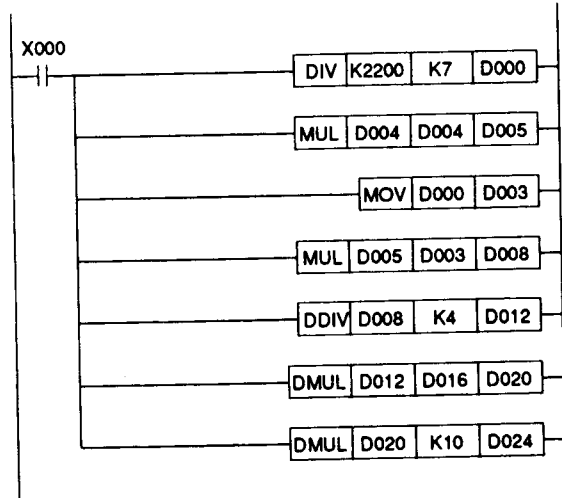 X000
DIV K2200 K7 D000
MUL D004 D004 D005
MOV D000 D003
MUL D005 D003 D008
DDIV D008 K4 D012
DMUL D012 D016 D020
DMUL D020 K10 D024